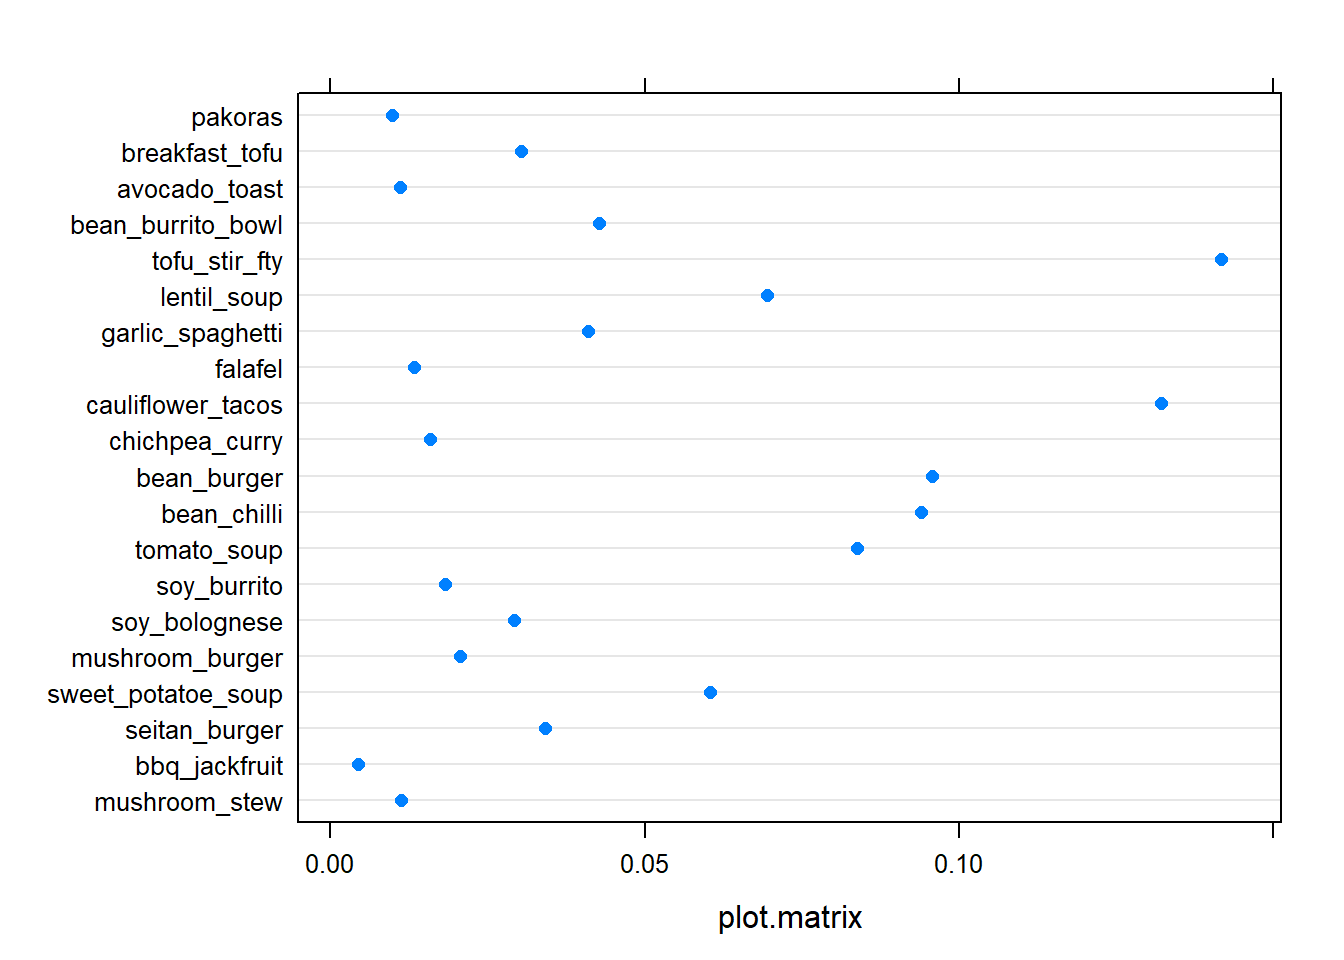 pakoras
breakfast_tofu
avocado_toast
bean_burrito_bowl
tofu_stir_fty
lentil_soup
garlic_spaghetti
falafel
cauliflower_tacos
chichpea_curry
bean_burger
bean_chilli
tomato_soup
soy_burrito
soy_bolognese
mushroom_burger
sweet_potatoe_soup
seitan_burger
bbq_jackfruit
mushroom_stew
0.00 0.05 0.10
plot.matrix